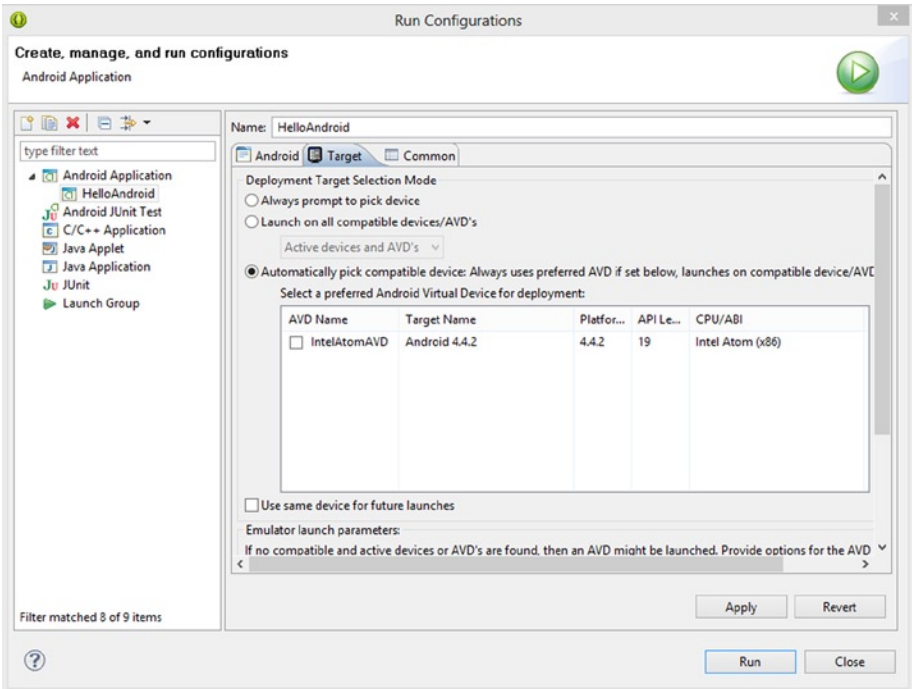 Run Configurations
Create, manage, and run configurations
Android Application
type filter text
Android Application
HelloAndroid
Android JUnit Test
C/C++ Application
Java Applet
Java Application
JUnit
Launch Group
Filter matched 8 of 9 items
Name: HelloAndroid
Android Target Common
Deployment Target Selection Mode
Always prompt to pick device
Launch on all compatible devices/AVD's
Active devices and AVD's
Automatically pick compatible device: Always uses preferred AVD if set below, launches on compatible device/AVD
Select a preferred Android Virtual Device for deployment:
AVD Name Target Name Platfor... API Le... CPU/ABI
IntelAtomAVD Android 4.4.2 4.4.2 19 Intel Atom (x86)
Use same device for future launches
Emulator launch parameters:
If no compatible and active devices or AVD's are found, then an AVD might be launched. Provide options for the AVD
Apply Revert
Run Close